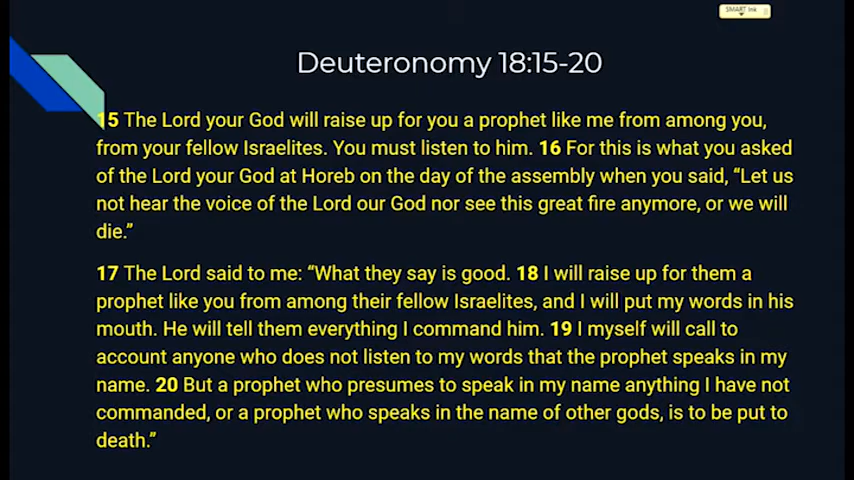 SMART Ink
Deuteronomy 18:15-20
15 The Lord your God will raise up for you a prophet like me from among you,
from your fellow Israelites. You must listen to him. 16 For this is what you asked
of the Lord your God at Horeb on the day of the assembly when you said, “Let us
not hear the voice of the Lord our God nor see this great fire anymore, or we will
die.”
17 The Lord said to me: “What they say is good. 18 I will raise up for them a
prophet like you from among their fellow Israelites, and I will put my words in his
mouth. He will tell them everything I command him. 19 I myself will call to
account anyone who does not listen to my words that the prophet speaks in my
name. 20 But a prophet who presumes to speak in my name anything I have not
commanded, or a prophet who speaks in the name of other gods, is to be put to
death.”